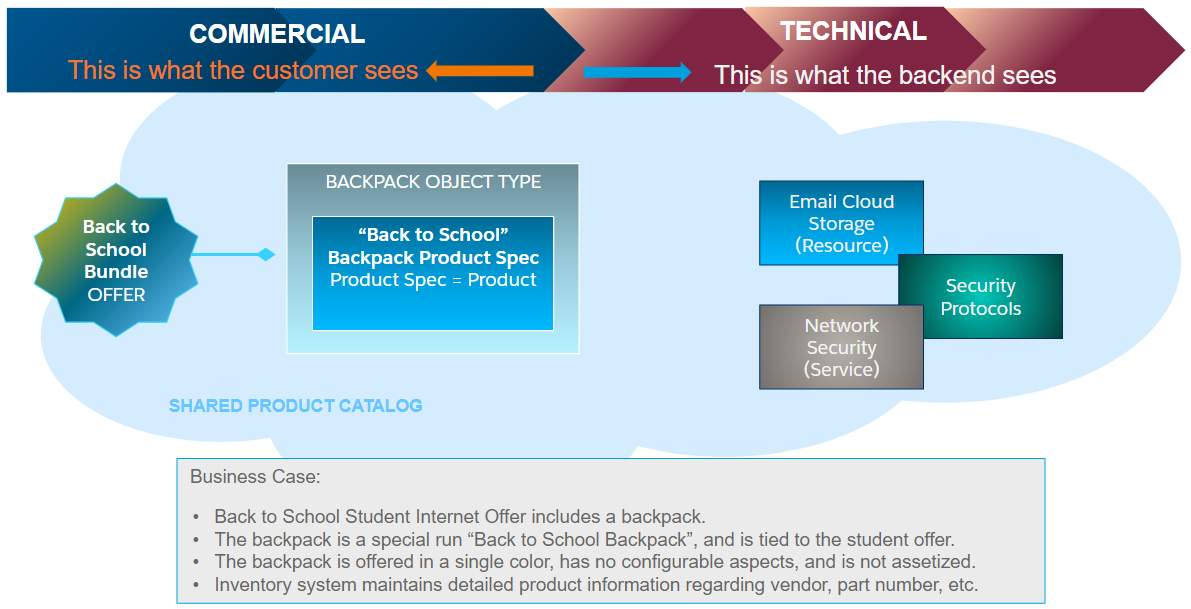 COMMERCIAL
This is what the customer sees
TECHNICAL
This is what the backend sees
Back to
School
Bundle
OFFER
BACKPACK OBJECT TYPE
“Back to School”
Backpack Product Spec
Product Spec = Product
Email Cloud
Storage
(Resource)
Security
Protocols
Network
Security
(Service)
SHARED PRODUCT CATALOG
Business Case:
• Back to School Student Internet Offer includes a backpack.
• The backpack is a special run “Back to School Backpack”, and is tied to the student offer.
• The backpack is offered in a single color, has no configurable aspects, and is not assetized.
• Inventory system maintains detailed product information regarding vendor, part number, etc.